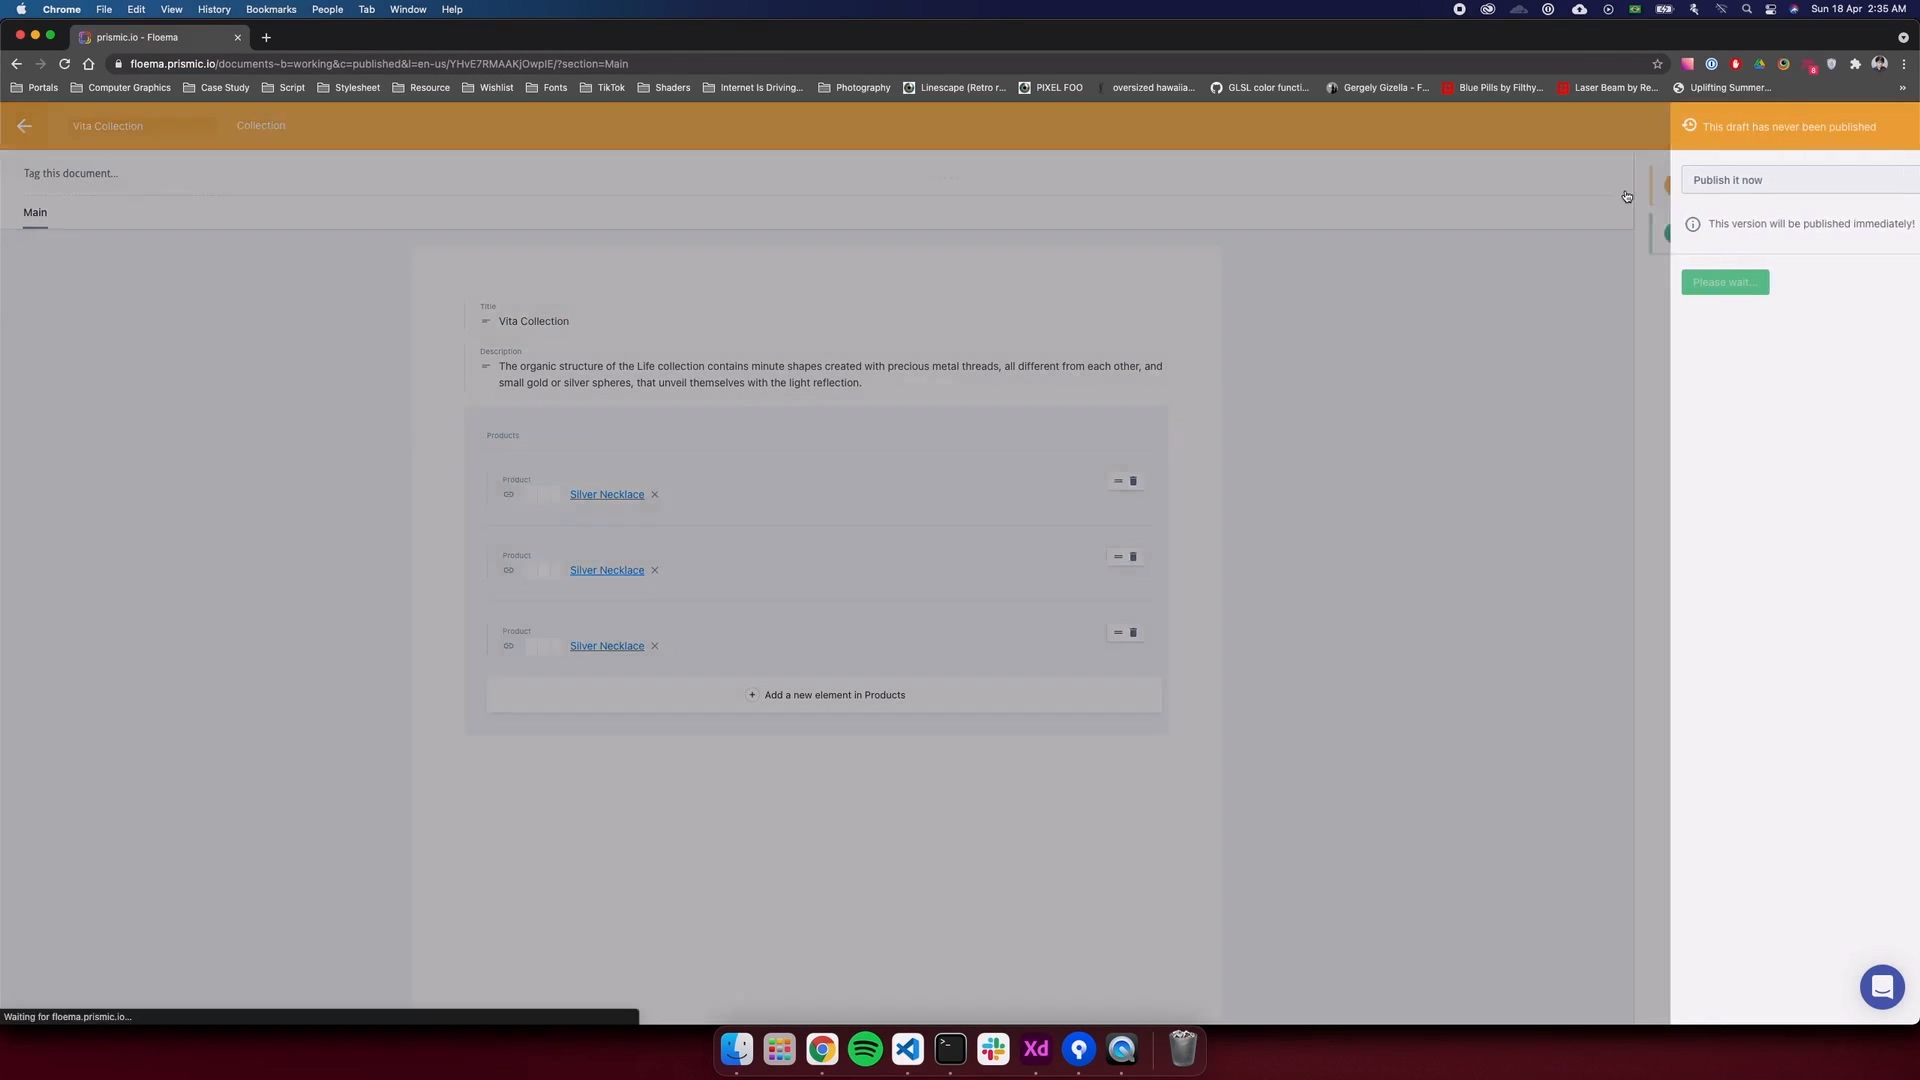 Chrome File Edit View History Bookmarks People Tab Window Help Sun 18 Apr 2:35 AM
prismic.io - Floema
floema.prismic.io/documents~b=working&c=published&l=en-us/YHvE7RMAAKjOwpIE/?section=Main
Portals Computer Graphics Case Study Script Stylesheet Resource Wishlist Fonts TikTok Shaders Internet Is Driving... Photography Linescape (Retro r... PIXEL FOO oversized hawaiia... GLSL color functi... Gergely Gizella - F... Blue Pills by Filthy... Laser Beam by Re... Uplifting Summer... »
Vita Collection Collection
This draft has never been published
Tag this document...
Publish it now
Main
This version will be published immediately!
Please wait...
Title
Vita Collection
Description
The organic structure of the Life collection contains minute shapes created with precious metal threads, all different from each other, and
small gold or silver spheres, that unveil themselves with the light reflection.
Products
Product
Silver Necklace
Product
Silver Necklace
Product
Silver Necklace
Add a new element in Products
Waiting for floema.prismic.io...
Xd